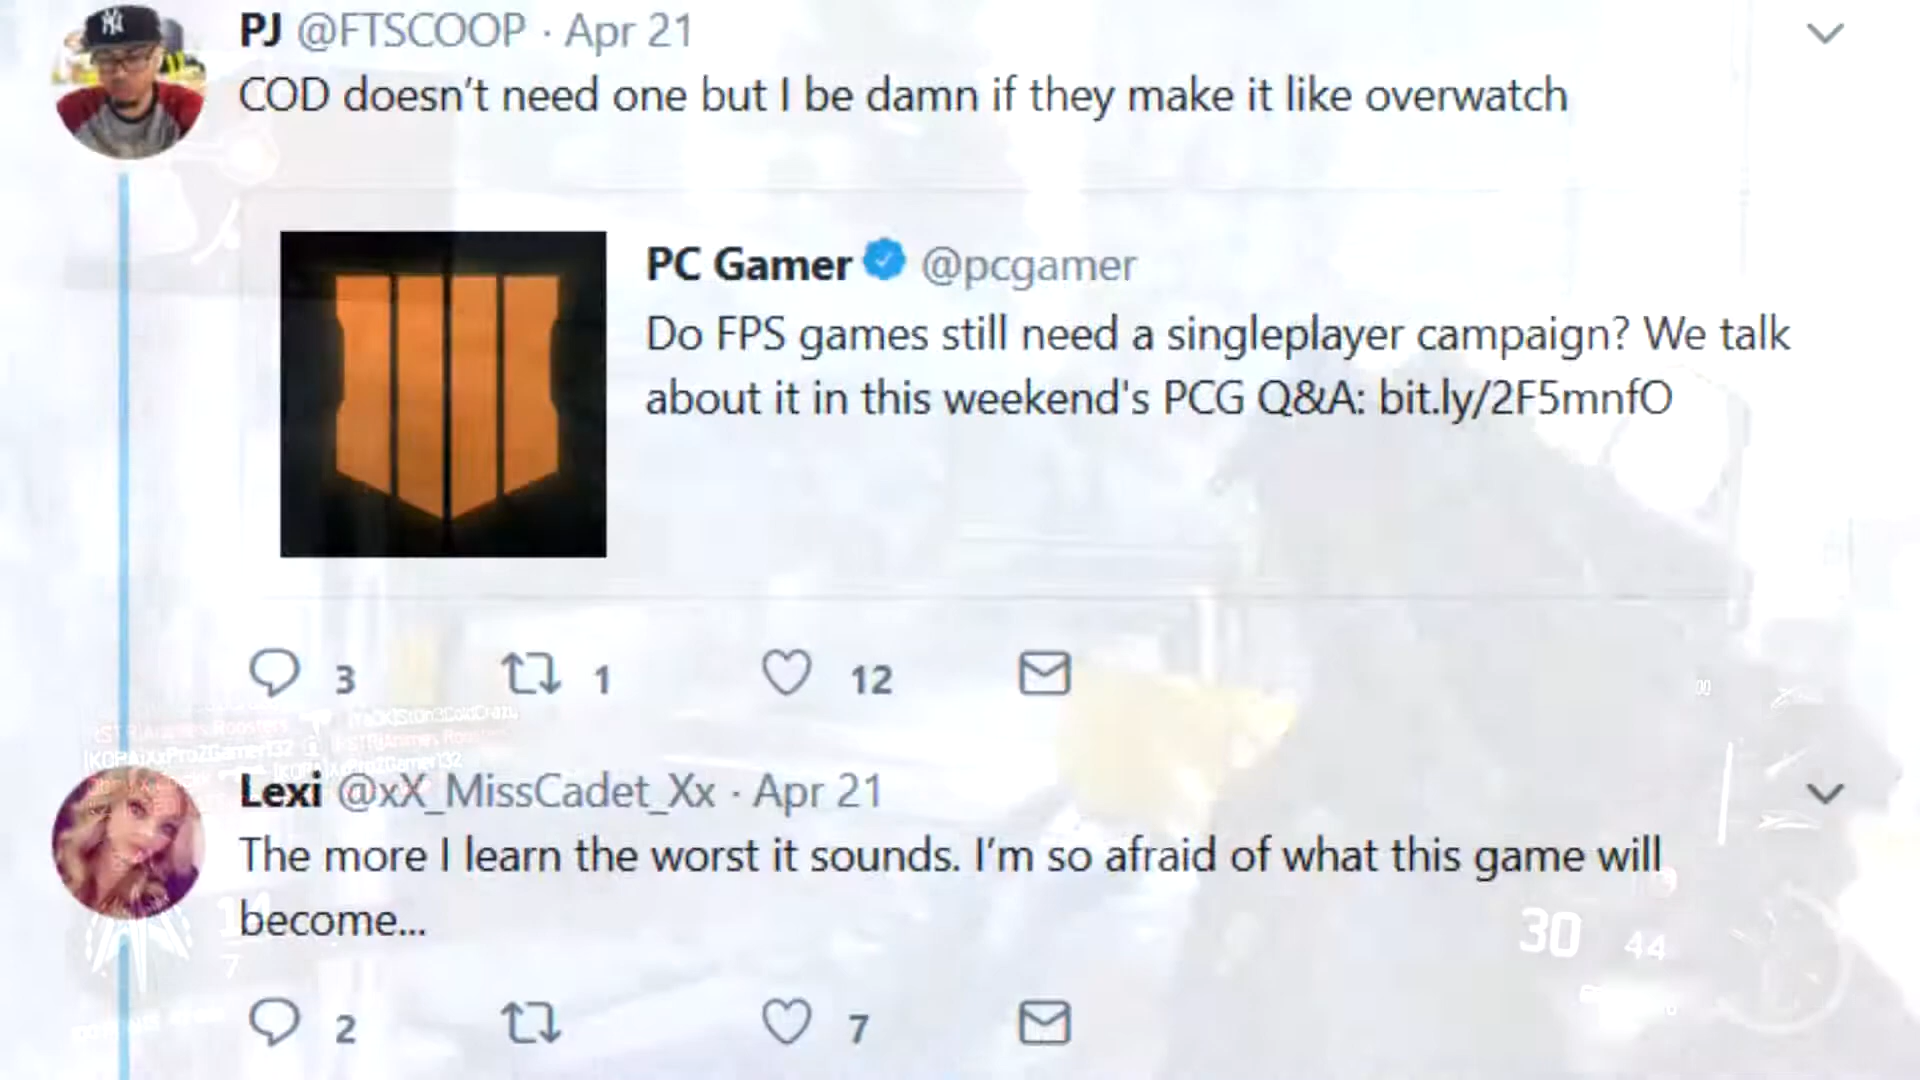 PJ @FTSCOOP · Apr 21
COD doesn’t need one but I be damn if they make it like overwatch
PC Gamer @pcgamer
Do FPS games still need a singleplayer campaign? We talk
about it in this weekend's PCG Q&A: bit.ly/2F5mnfO
3 1 12
Lexi @xX_MissCadet_Xx · Apr 21
The more I learn the worst it sounds. I’m so afraid of what this game will
become...
14
7
30 44
2 7